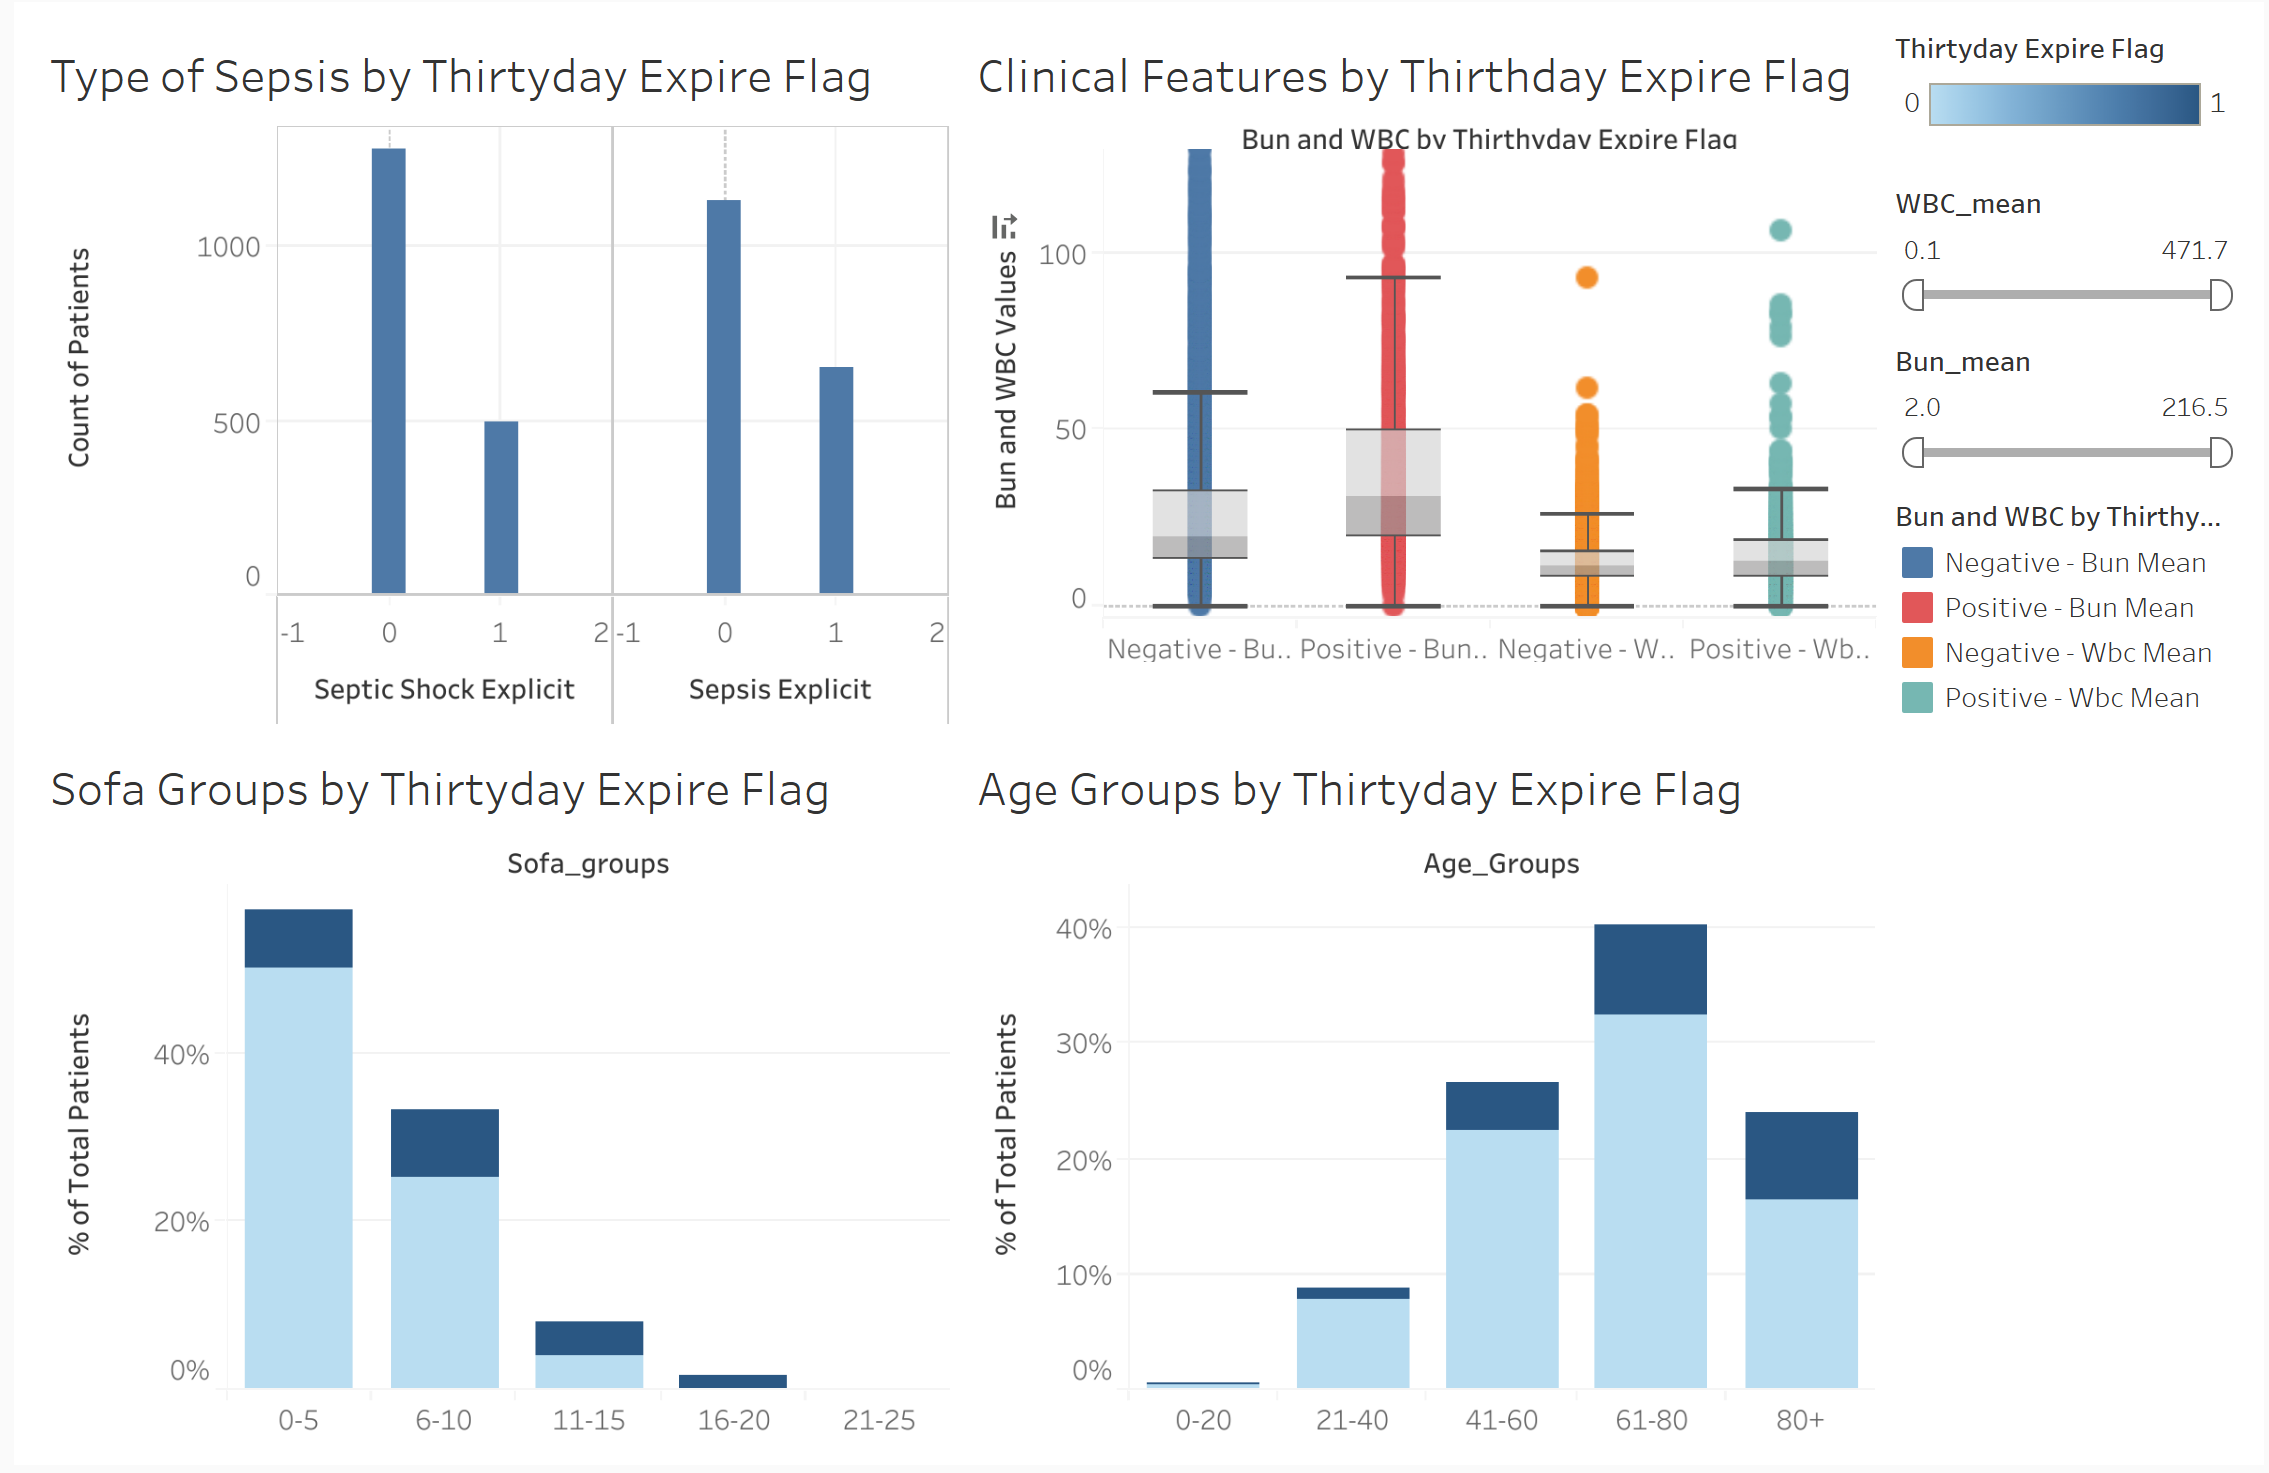 Type of Sepsis by Thirtyday Expire Flag
Count of Patients
1000
500
0
-1 0 1 2 -1 0 1 2
Septic Shock Explicit Sepsis Explicit
Clinical Features by Thirthday Expire Flag
Bun and WBC by Thirthyday Expire Flag
Bun and WBC Values
100
50
0
Negative - Bu.. Positive - Bun.. Negative - W.. Positive - Wb..
Thirtyday Expire Flag
0 1
WBC_mean
0.1 471.7
Bun_mean
2.0 216.5
Bun and WBC by Thirthy...
Negative - Bun Mean
Positive - Bun Mean
Negative - Wbc Mean
Positive - Wbc Mean
Sofa Groups by Thirtyday Expire Flag
Sofa_groups
% of Total Patients
40%
20%
0%
0-5 6-10 11-15 16-20 21-25
Age Groups by Thirtyday Expire Flag
Age_Groups
% of Total Patients
40%
30%
20%
10%
0%
0-20 21-40 41-60 61-80 80+